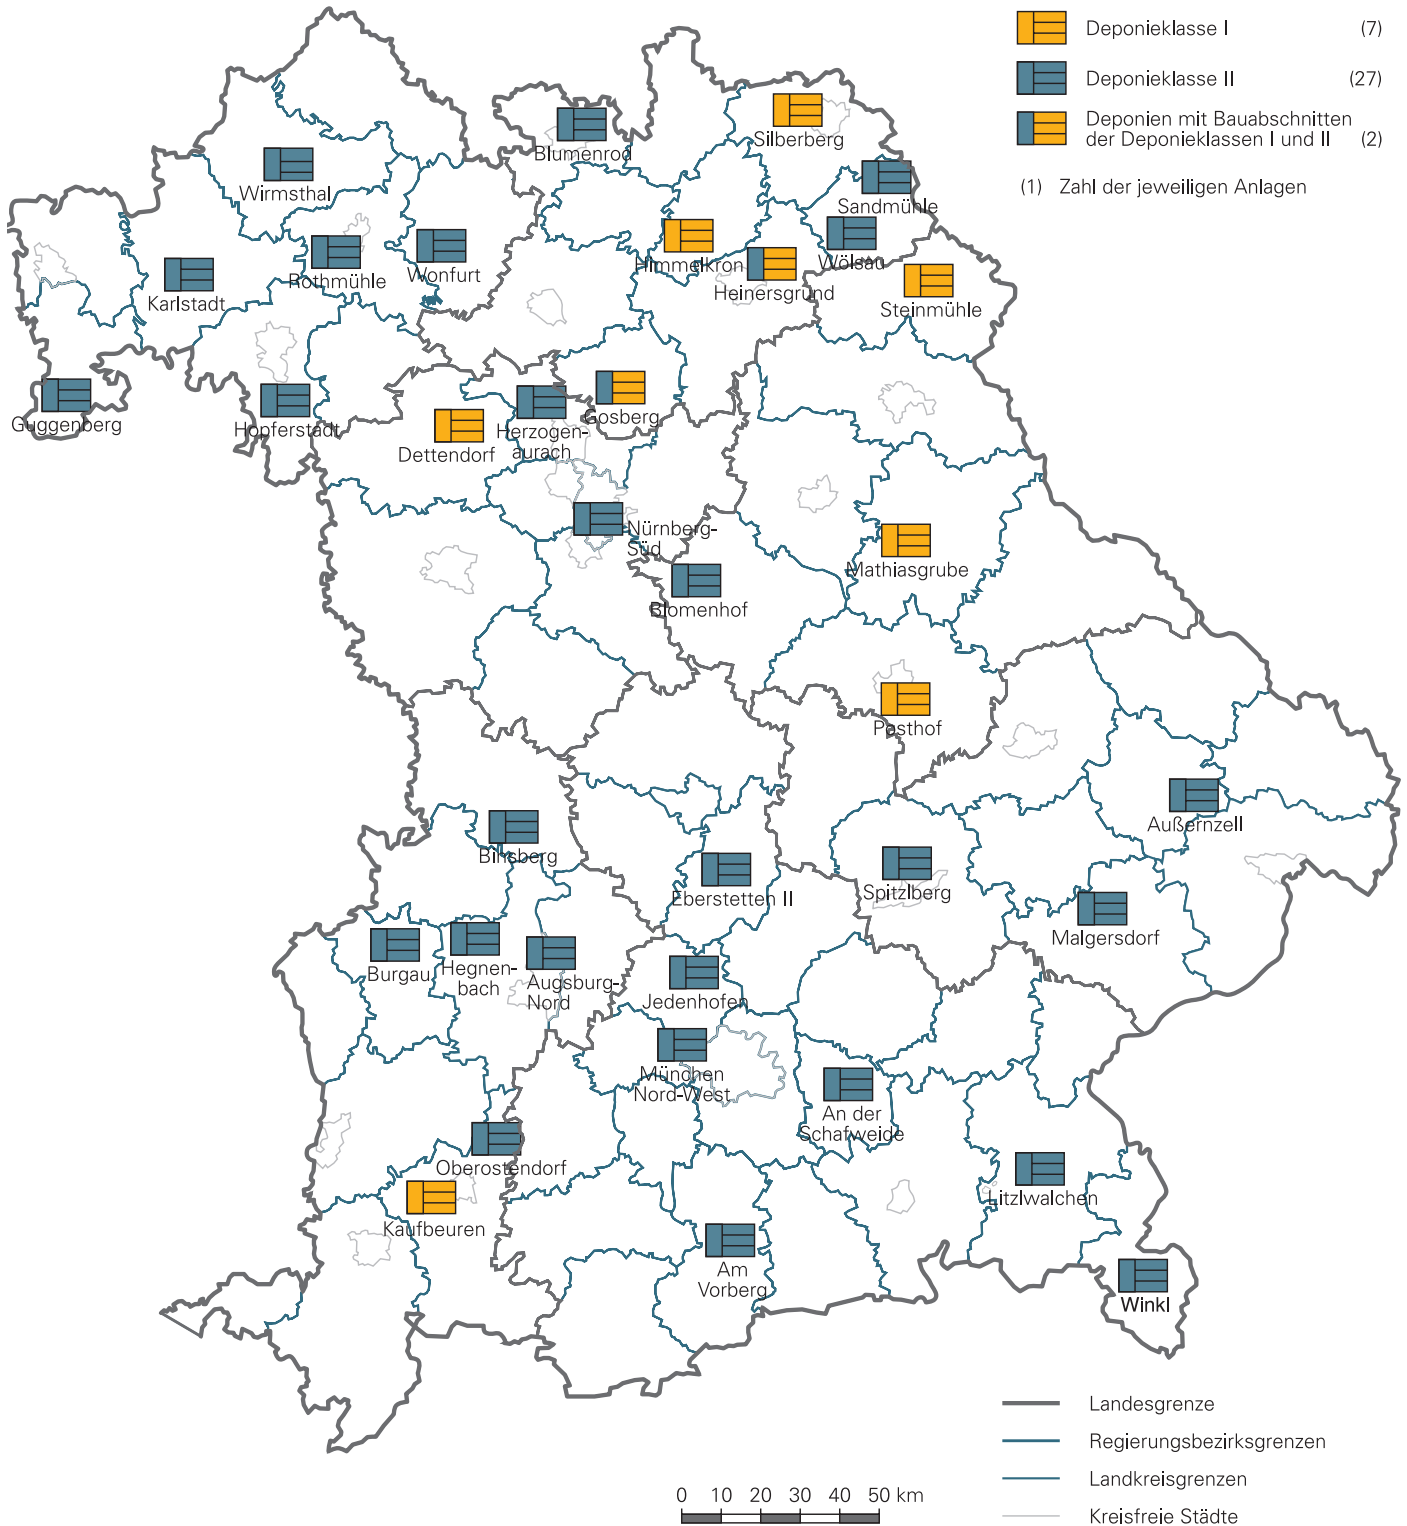 Deponieklasse I (7)
Deponieklasse II (27)
Deponien mit Bauabschnitten
der Deponieklassen I und II (2)
(1) Zahl der jeweiligen Anlagen
Silberberg
Blumenrod
Wirmsthal
Sandmühle
Wölsau
Himmelkron
Heinersgrund
Steinmühle
Rothmühle
Wonfurt
Karlstadt
Guggenberg
Hopferstadt
Dettendorf
Herzogen-
aurach
Gosberg
Nürnberg-
Süd
Mathiasgrube
Blomenhof
Posthof
Außernzell
Binsberg
Eberstetten II
Spitzlberg
Malgersdorf
Burgau
Hegnen-
bach
Augsburg-
Nord
Jedenhofen
München
Nord-West
An der
Schafweide
Oberostendorf
Kaufbeuren
Litzlwalchen
Am
Vorberg
Winkl
Landesgrenze
Regierungsbezirksgrenzen
Landkreisgrenzen
Kreisfreie Städte
0 10 20 30 40 50 km